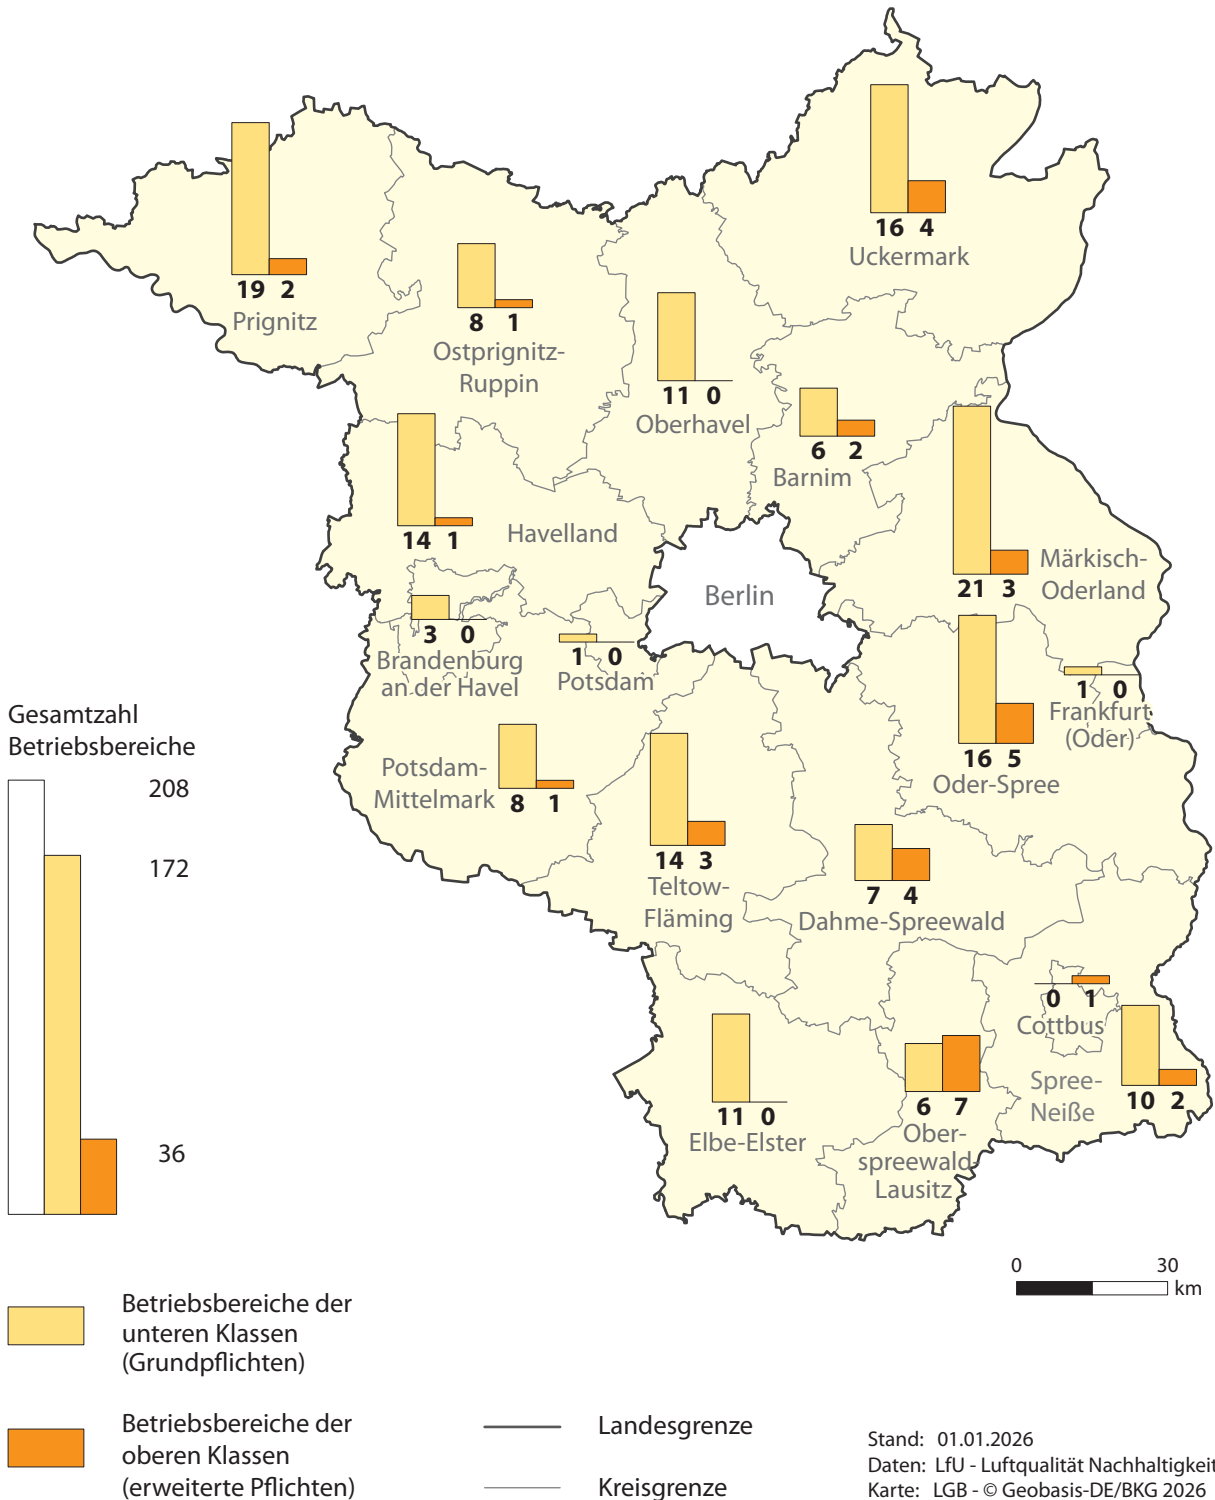 16 4
Uckermark
19 2
Prignitz
8 1
Ostprignitz-
Ruppin
11 0
Oberhavel
6 2
Barnim
14 1
Havelland
21 3
Märkisch-
Oderland
Berlin
3 0
Brandenburg
an der Havel
1 0
Potsdam
1 0
Frankfurt
(Oder)
16 5
Oder-Spree
Potsdam-
Mittelmark
8 1
14 3
Teltow-
Fläming
7 4
Dahme-Spreewald
0 1
Cottbus
Spree-
Neiße
10 2
11 0
Elbe-Elster
6 7
Ober-
spreewald-
Lausitz
Gesamtzahl
Betriebsbereiche
208
172
36
0 30
km
Betriebsbereiche der
unteren Klassen
(Grundpflichten)
Betriebsbereiche der
oberen Klassen
(erweiterte Pflichten)
Landesgrenze
Kreisgrenze
Stand: 01.01.2026
Daten: LfU - Luftqualität Nachhaltigkeit
Karte: LGB - © Geobasis-DE/BKG 2026